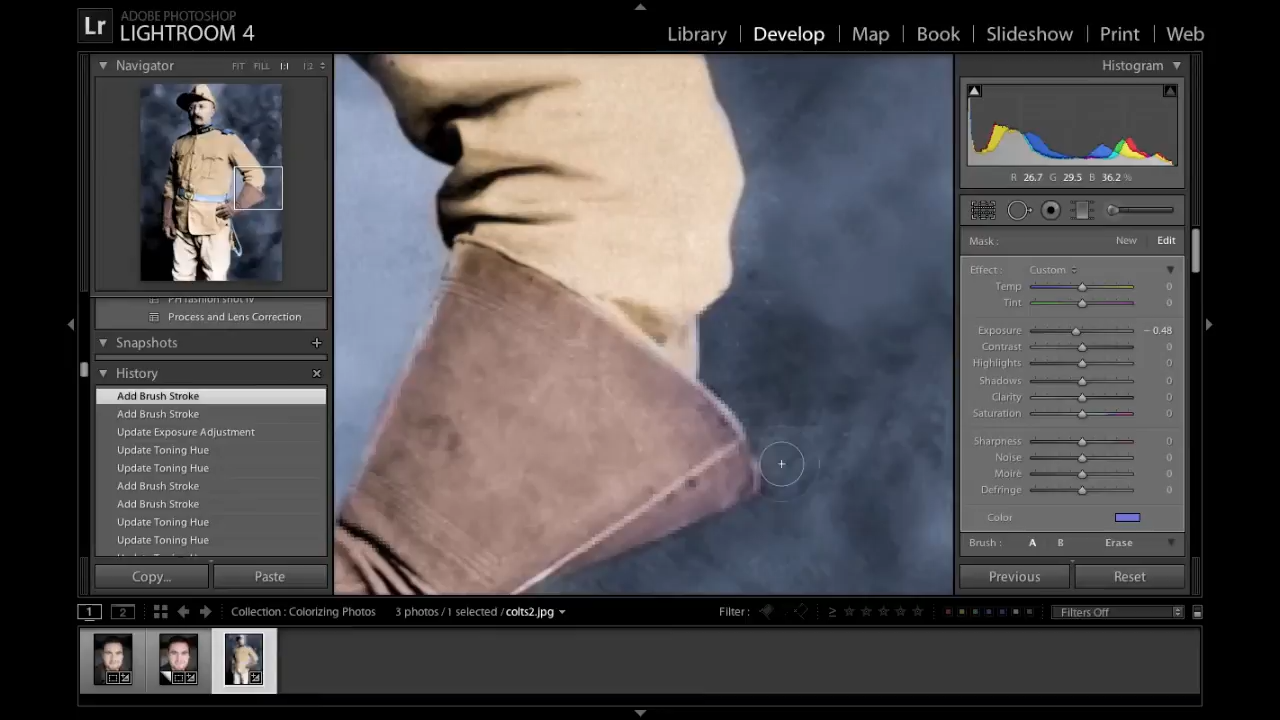 Lr
ADOBE PHOTOSHOP
LIGHTROOM 4
Library | Develop | Map | Book | Slideshow | Print | Web
Navigator FIT FILL 1:1 1:2
PH fashion shot IV
Process and Lens Correction
Snapshots +
History ×
Add Brush Stroke
Add Brush Stroke
Update Exposure Adjustment
Update Toning Hue
Update Toning Hue
Add Brush Stroke
Add Brush Stroke
Update Toning Hue
Update Toning Hue
Copy... Paste
Histogram
R 26.7 G 29.5 B 36.2 %
Mask : New Edit
Effect : Custom
Temp 0
Tint 0
Exposure – 0.48
Contrast 0
Highlights 0
Shadows 0
Clarity 0
Saturation 0
Sharpness 0
Noise 0
Moiré 0
Defringe 0
Color
Brush : A B Erase
Previous Reset
1 2 Collection : Colorizing Photos 3 photos / 1 selected / colts2.jpg Filter : ≥ Filters Off